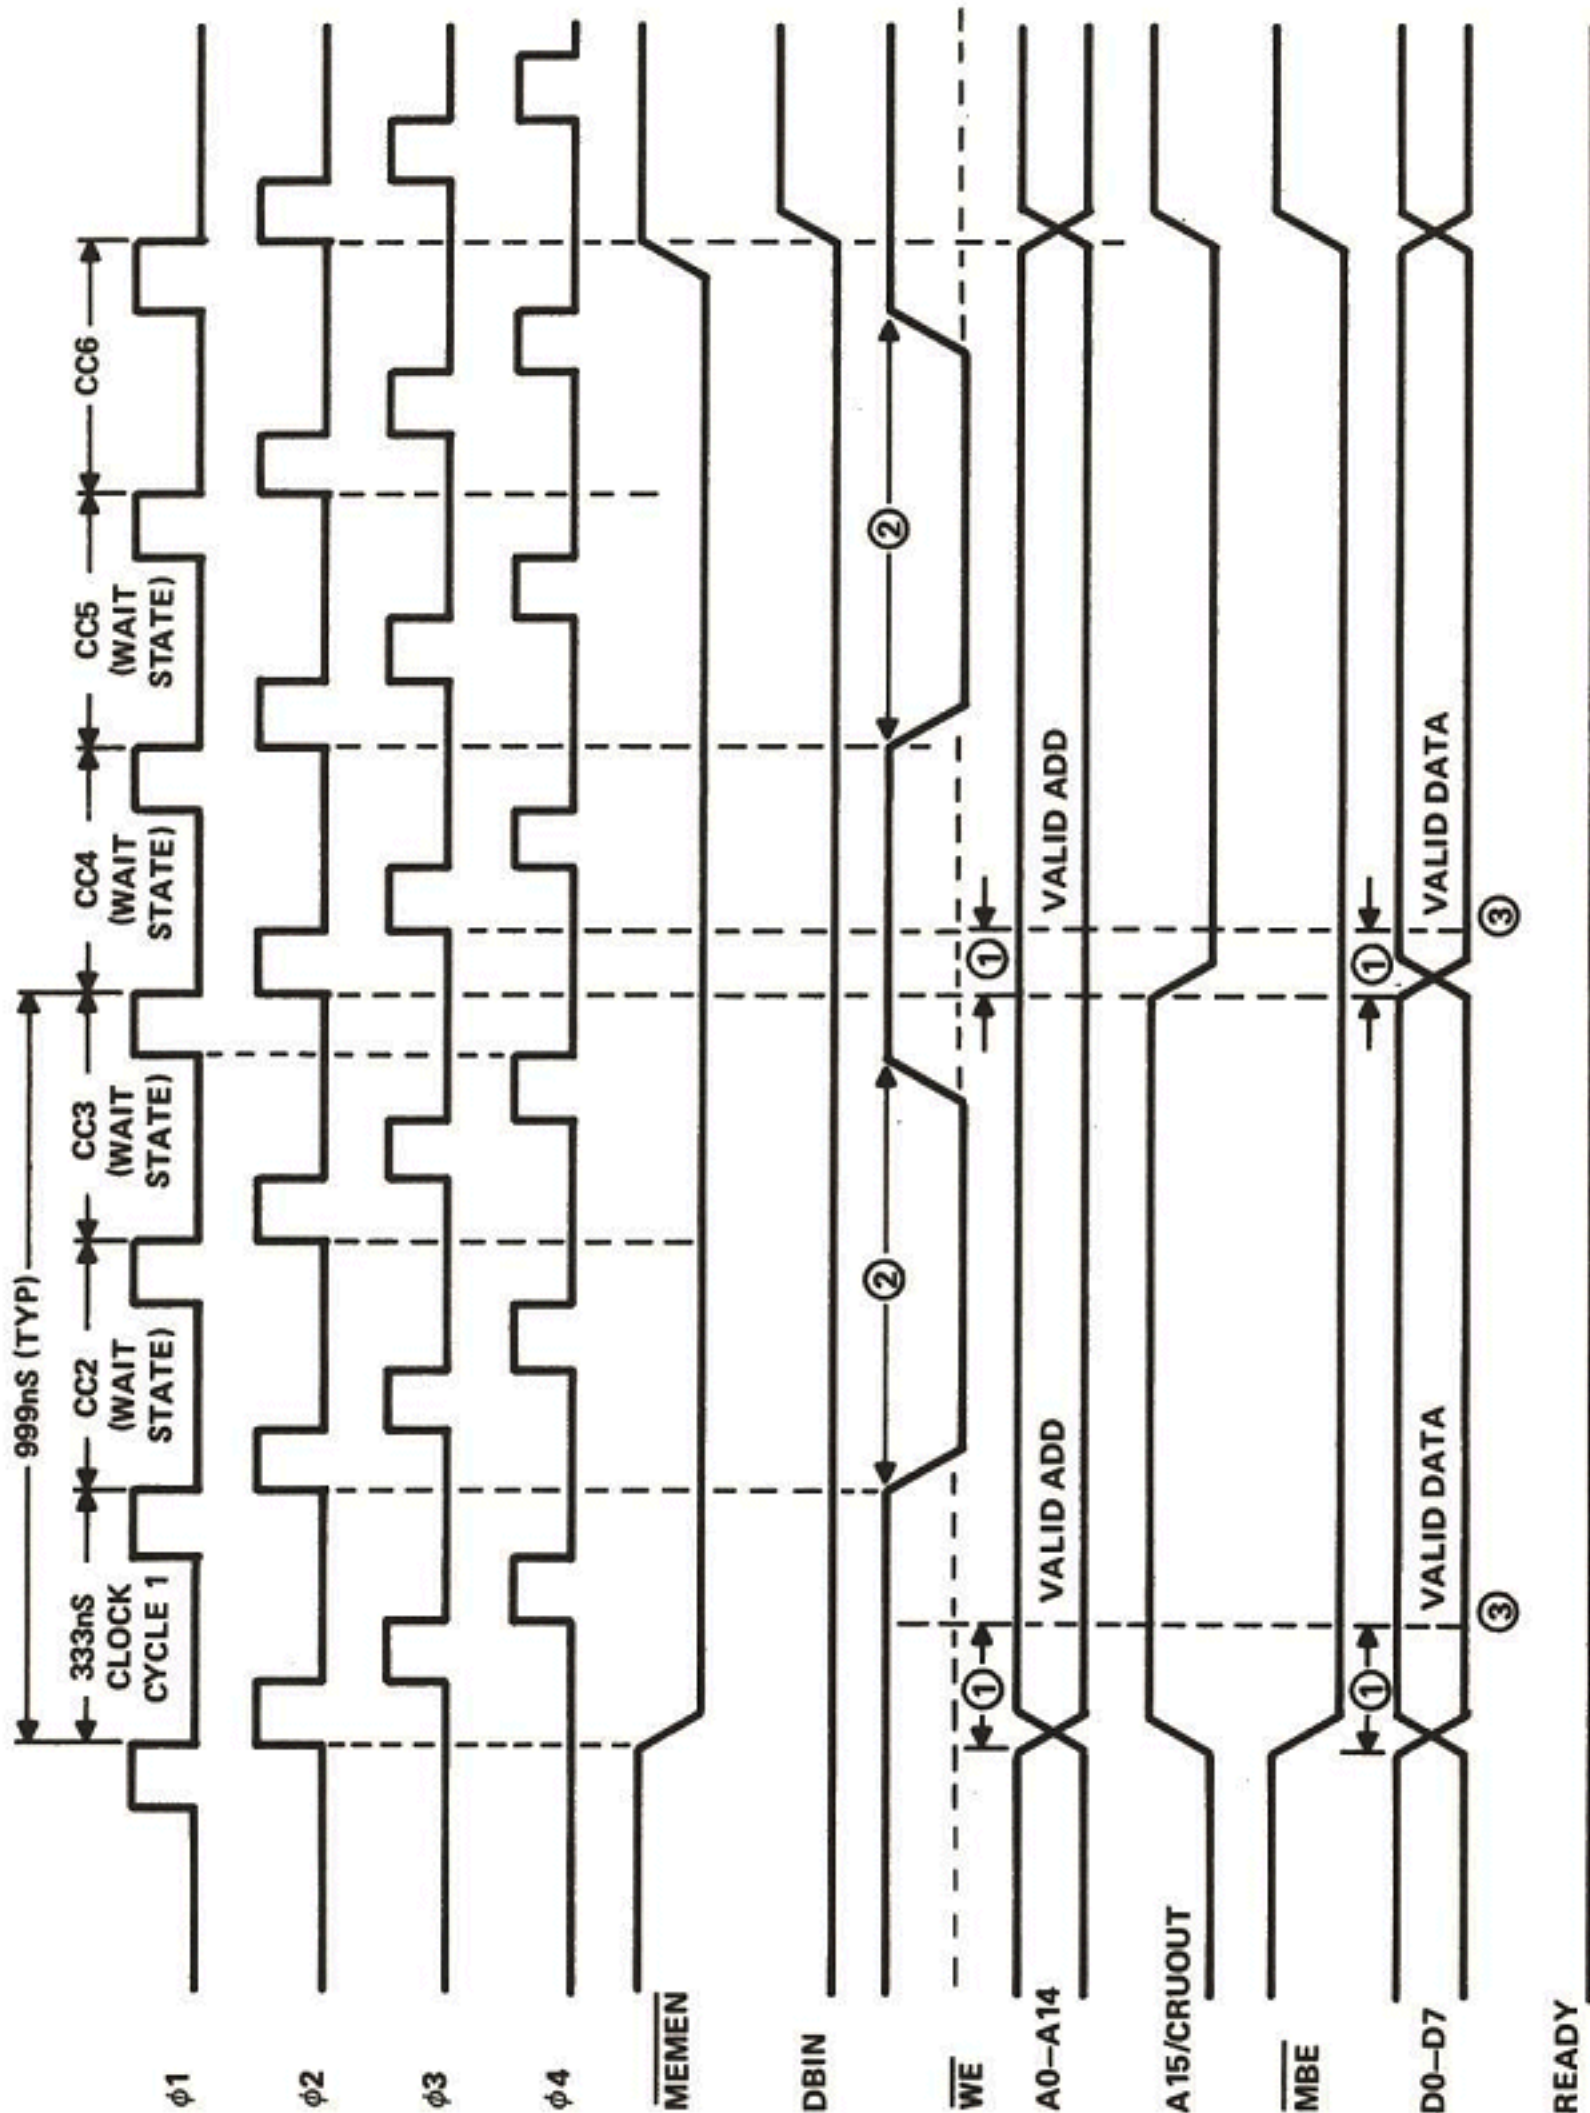 999nS (TYP)
333nS
CLOCK
CYCLE 1
CC2
(WAIT
STATE)
CC3
(WAIT
STATE)
CC4
(WAIT
STATE)
CC5
(WAIT
STATE)
CC6
ϕ1
ϕ2
ϕ3
ϕ4
MEMEN
DBIN
② ②
WE
① ①
A0–A14 VALID ADD VALID ADD
A15/CRUOUT
MBE
① ①
D0–D7 VALID DATA VALID DATA
③ ③
READY